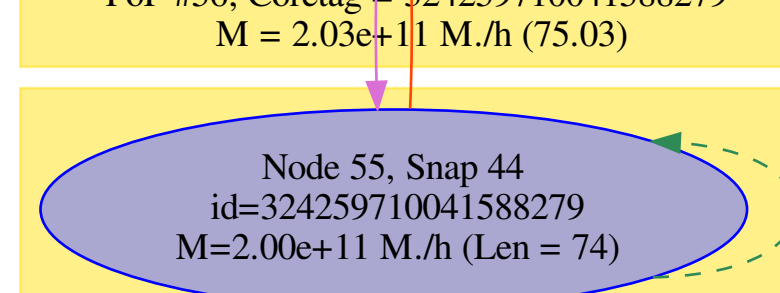 M = 2.03e+11 M./h (75.03)
Node 55, Snap 44
id=324259710041588279
M=2.00e+11 M./h (Len = 74)